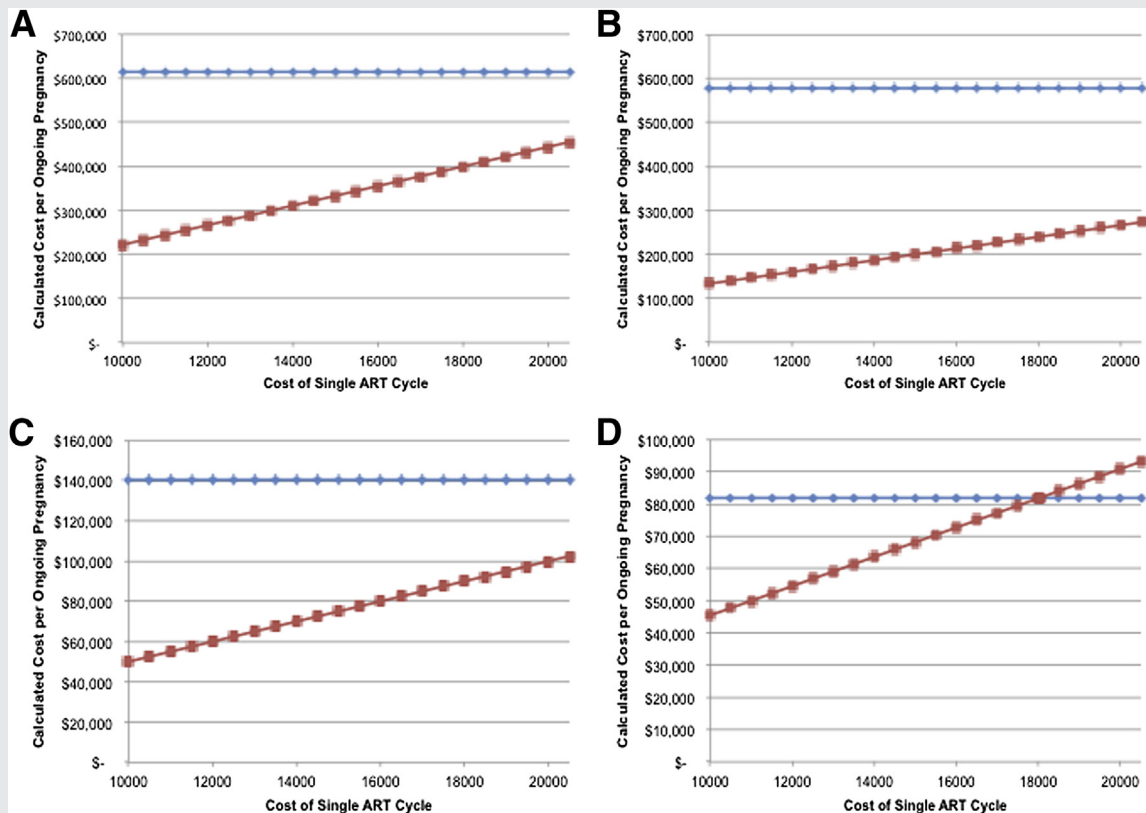 A
Calculated Cost per Ongoing Pregnancy
$700,000
$600,000
$500,000
$400,000
$300,000
$200,000
$100,000
$-
10000 12000 14000 16000 18000 20000
Cost of Single ART Cycle
B
Calculated Cost per Ongoing Pregnancy
$700,000
$600,000
$500,000
$400,000
$300,000
$200,000
$100,000
$-
10000 12000 14000 16000 18000 20000
Cost of Single ART Cycle
C
Calculated Cost per Ongoing Pregnancy
$160,000
$140,000
$120,000
$100,000
$80,000
$60,000
$40,000
$20,000
$-
10000 12000 14000 16000 18000 20000
Cost of Single ART Cycle
D
Calculated Cost per Ongoing Pregnancy
$100,000
$90,000
$80,000
$70,000
$60,000
$50,000
$40,000
$30,000
$20,000
$10,000
$-
10000 12000 14000 16000 18000 20000
Cost of Single ART Cycle